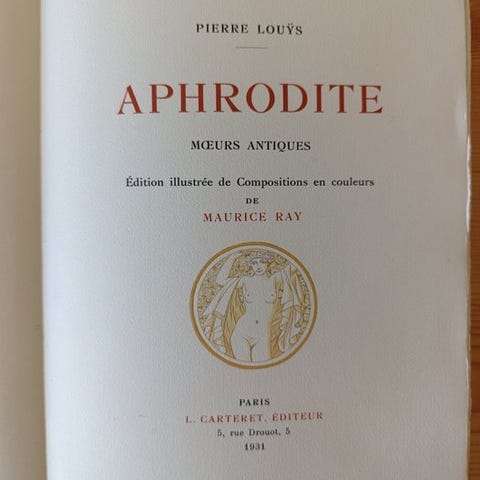 PIERRE LOUŸS
APHRODITE
MŒURS ANTIQUES
Édition illustrée de Compositions en couleurs
DE
MAURICE RAY
PARIS
L. CARTERET, ÉDITEUR
5, rue Drouot, 5
1931